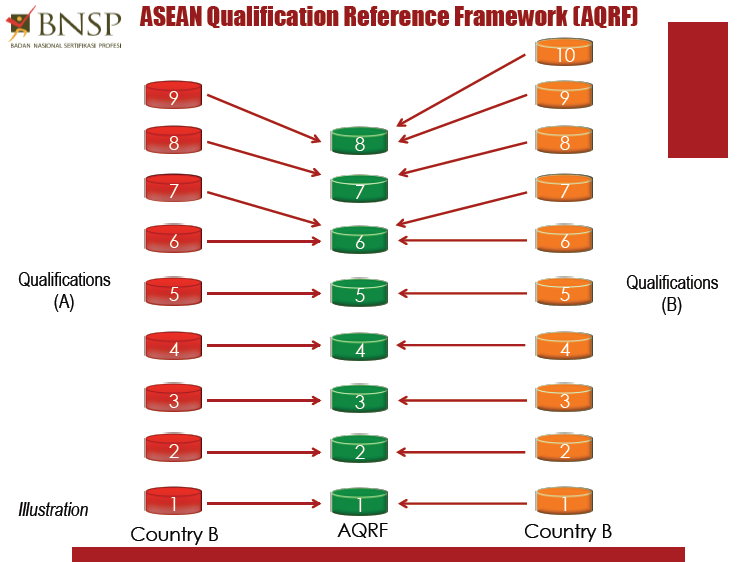 BNSP
BADAN NASIONAL SERTIFIKASI PROFESI
ASEAN Qualification Reference Framework (AQRF)
10
9 9
8 8 8
7 7 7
6 6 6
Qualifications
(A)
5 5 5
Qualifications
(B)
4 4 4
3 3 3
2 2 2
Illustration
1 1 1
Country B AQRF Country B